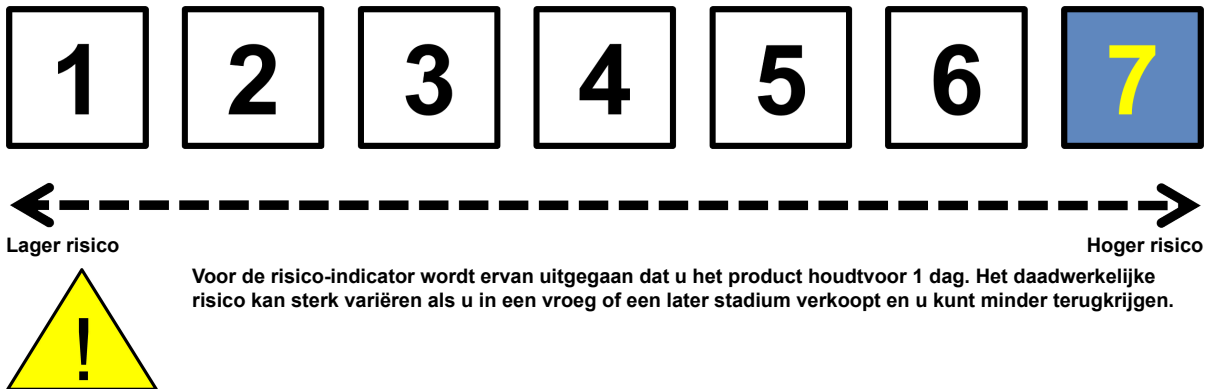 1 2 3 4 5 6 7
Lager risico Hoger risico
Voor de risico-indicator wordt ervan uitgegaan dat u het product houdtvoor 1 dag. Het daadwerkelijke
risico kan sterk variëren als u in een vroeg of een later stadium verkoopt en u kunt minder terugkrijgen.
!